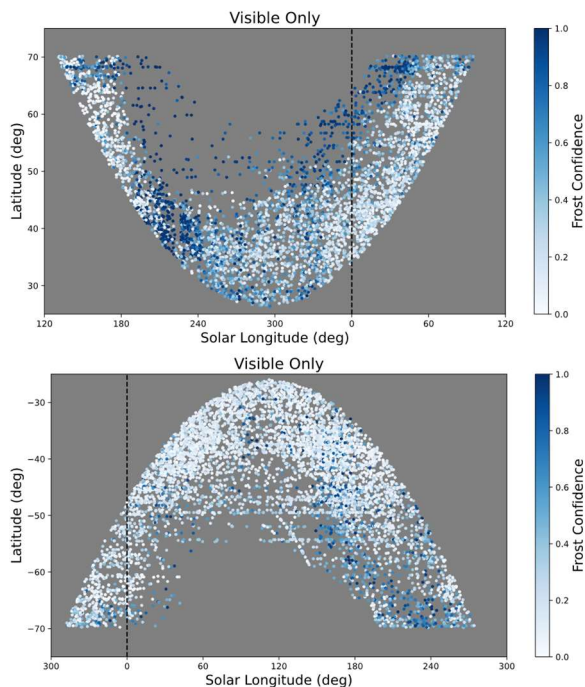 Visible Only
70
60
50
40
30
Latitude (deg)
120 180 240 300 0 60 120
Solar Longitude (deg)
1.0
0.8
0.6
0.4
0.2
0.0
Frost Confidence
Visible Only
−30
−40
−50
−60
−70
Latitude (deg)
300 0 60 120 180 240 300
Solar Longitude (deg)
1.0
0.8
0.6
0.4
0.2
0.0
Frost Confidence